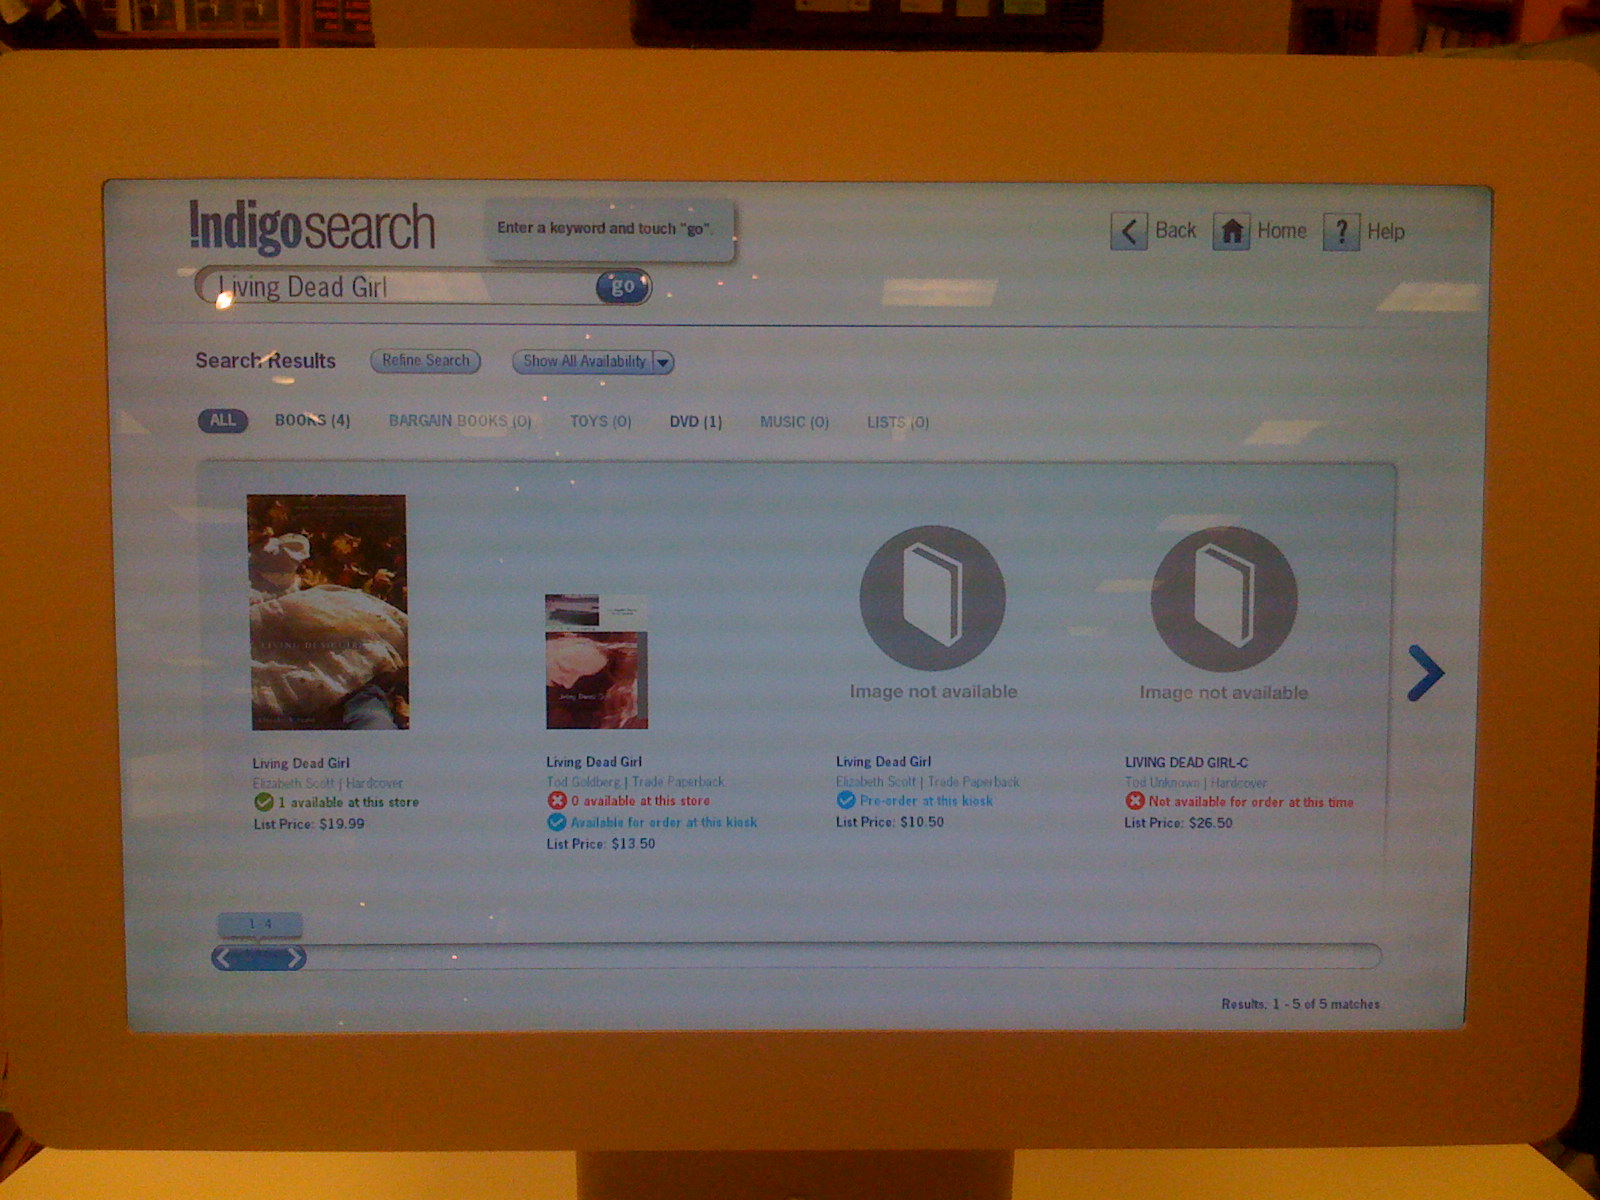 !ndigosearch
Enter a keyword and touch "go".
Back
Home
? Help
Living Dead Girl
go
Search Results
Refine Search
Show All Availability
ALL
BOOKS (4)
BARGAIN BOOKS (0)
TOYS (0)
DVD (1)
MUSIC (0)
LISTS (0)
LIVING DEAD GIRL
Living Dead Girl
Elizabeth Scott | Hardcover
1 available at this store
List Price: $19.99
Living Dead Girl
Tod Goldberg | Trade Paperback
0 available at this store
Available for order at this kiosk
List Price: $13.50
Image not available
Living Dead Girl
Elizabeth Scott | Trade Paperback
Pre-order at this kiosk
List Price: $10.50
Image not available
LIVING DEAD GIRL-C
Tod Unknown | Hardcover
Not available for order at this time
List Price: $26.50
1 4
Results: 1 - 5 of 5 matches